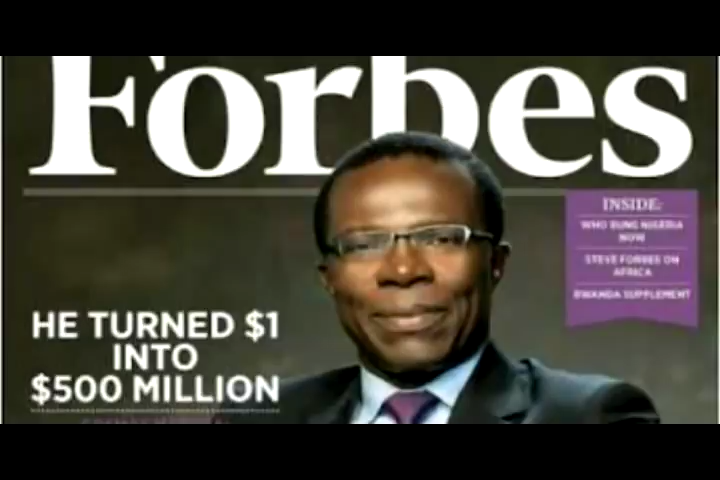 Forbes
INSIDE:
WHO RUNS NIGERIA
NOW
STEVE FORBES ON
AFRICA
RWANDA SUPPLEMENT
HE TURNED $1
INTO
$500 MILLION